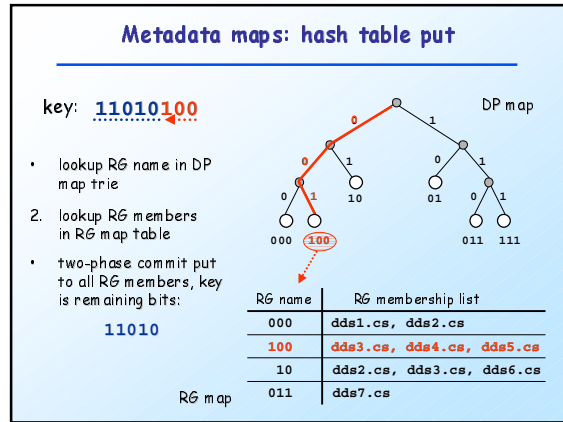 Metadata maps: hash table put
key: 11010100
• lookup RG name in DP
map trie
2. lookup RG members
in RG map table
• two-phase commit put
to all RG members, key
is remaining bits:
11010
DP map
0 1
0 1 0 1
0 1 10 01 0 1
000 100 011 111
RG name RG membership list
000 dds1.cs, dds2.cs
100 dds3.cs, dds4.cs, dds5.cs
10 dds2.cs, dds3.cs, dds6.cs
011 dds7.cs
RG map